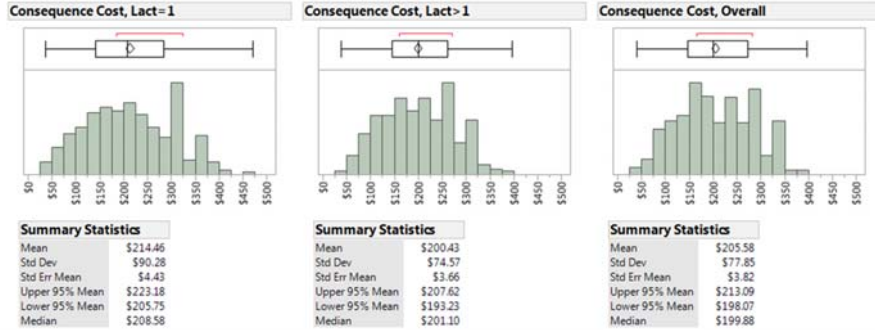 Consequence Cost, Lact=1
$0 $50 $100 $150 $200 $250 $300 $350 $400 $450 $500
Summary Statistics
Mean $214.46
Std Dev $90.28
Std Err Mean $4.43
Upper 95% Mean $223.18
Lower 95% Mean $205.75
Median $208.58
Consequence Cost, Lact>1
$0 $50 $100 $150 $200 $250 $300 $350 $400 $450 $500
Summary Statistics
Mean $200.43
Std Dev $74.57
Std Err Mean $3.66
Upper 95% Mean $207.62
Lower 95% Mean $193.23
Median $201.10
Consequence Cost, Overall
$0 $50 $100 $150 $200 $250 $300 $350 $400 $450 $500
Summary Statistics
Mean $205.58
Std Dev $77.85
Std Err Mean $3.82
Upper 95% Mean $213.09
Lower 95% Mean $198.07
Median $199.88